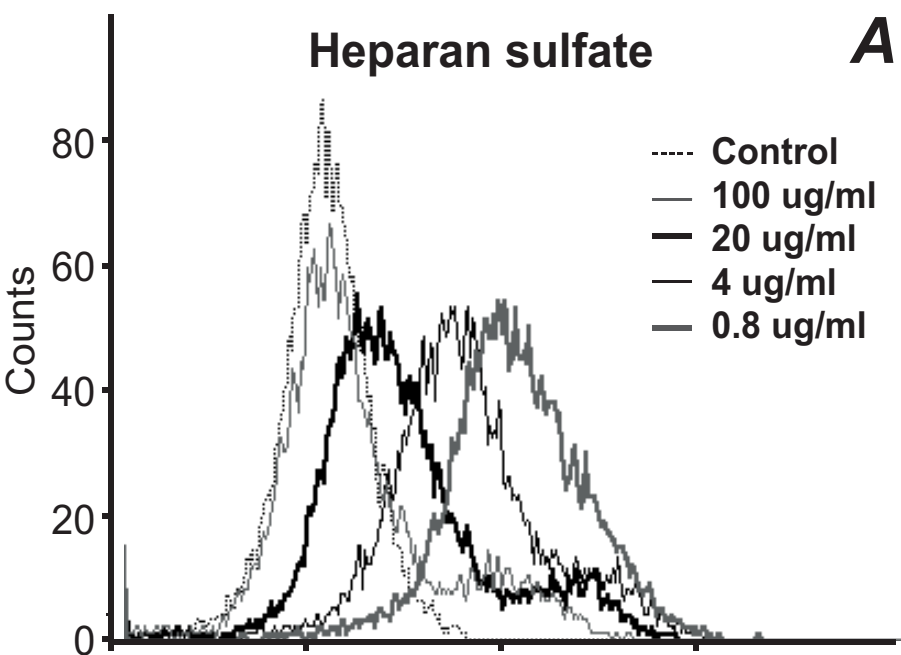 Heparan sulfate
A
Control
100 ug/ml
20 ug/ml
4 ug/ml
0.8 ug/ml
Counts
80
60
40
20
0